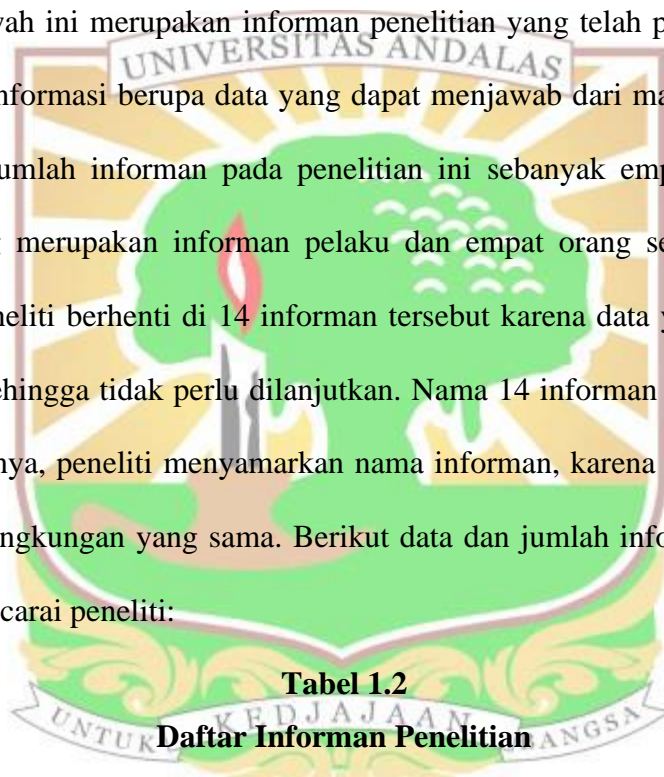 yah ini merupakan informan penelitian yang telah p
UNIVERSITAS ANDALAS
nformasi berupa data yang dapat menjawab dari ma
umlah informan pada penelitian ini sebanyak emp
merupakan informan pelaku dan empat orang se
neliti berhenti di 14 informan tersebut karena data y
ehingga tidak perlu dilanjutkan. Nama 14 informan
nya, peneliti menyamarkan nama informan, karena
ngkungan yang sama. Berikut data dan jumlah info
carai peneliti:
Tabel 1.2
UNTUK KEDJAJAAN BANGSA
Daftar Informan Penelitian